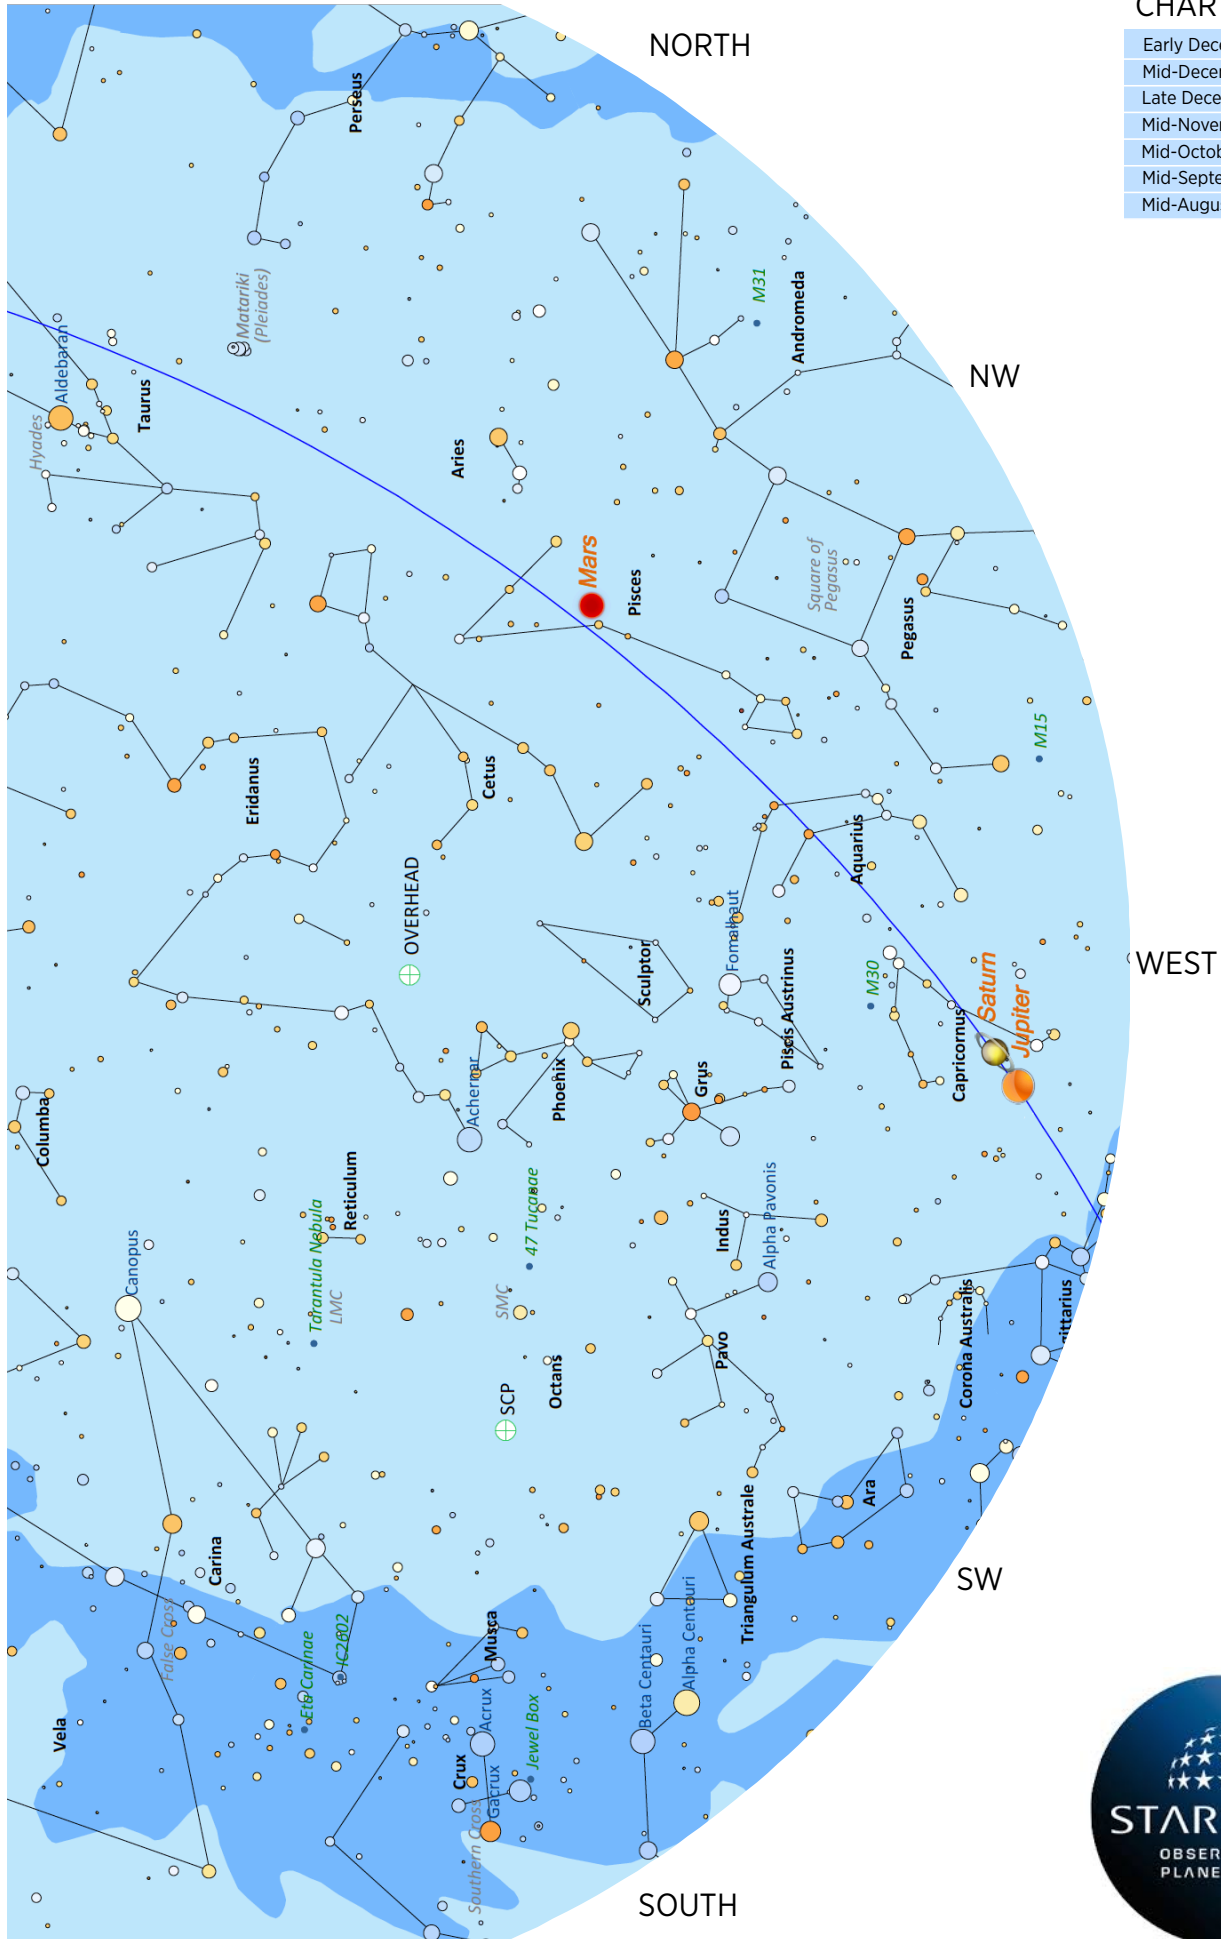 CHAR
Early Dece
Mid-Decer
Late Dece
Mid-Nover
Mid-Octob
Mid-Septe
Mid-Augus
NORTH
Perseus
Matariki
(Pleiades)
M31
Andromeda
NW
Aldebaran
Hyades
Taurus
Aries
Mars
Pisces
Square of
Pegasus
Pegasus
M15
Eridanus
Cetus
Aquarius
OVERHEAD
Fomalhaut
Sculptor
Piscis Austrinus
M30
Saturn
Jupiter
Capricornus
WEST
Columba
Achernar
Phoenix
Grus
Reticulum
Tarantula Nebula
LMC
47 Tucanae
SMC
Indus
Alpha Pavonis
Canopus
Pavo
Octans
SCP
Corona Australis
gittarius
Ara
Triangulum Australe
SW
Carina
False Cross
Eta Carinae
IC2602
Musca
Beta Centauri
Alpha Centauri
Vela
Acrux
Jewel Box
Crux
Gacrux
Southern Cross
SOUTH
STAR
OBSER
PLANE